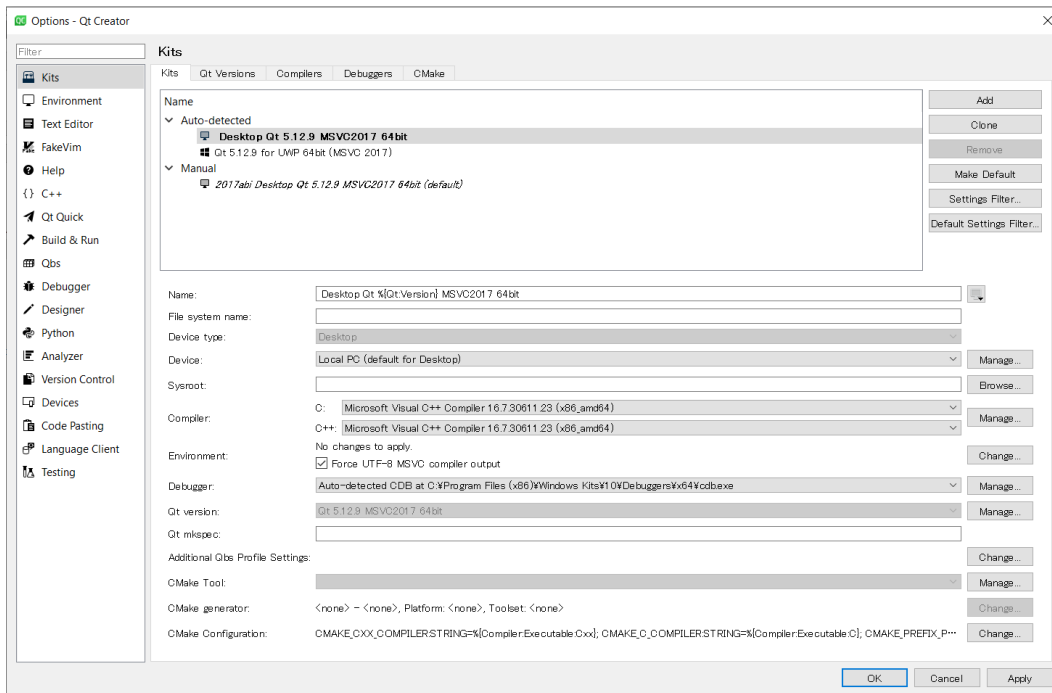 Options - Qt Creator
Filter
Kits
Environment
Text Editor
FakeVim
Help
{} C++
Qt Quick
Build & Run
Qbs
Debugger
Designer
Python
Analyzer
Version Control
Devices
Code Pasting
Language Client
Testing
Kits
Kits Qt Versions Compilers Debuggers CMake
Name
Auto-detected
Desktop Qt 5.12.9 MSVC2017 64bit
Qt 5.12.9 for UWP 64bit (MSVC 2017)
Manual
2017abi Desktop Qt 5.12.9 MSVC2017 64bit (default)
Add
Clone
Remove
Make Default
Settings Filter...
Default Settings Filter...
Name: Desktop Qt %{Qt:Version} MSVC2017 64bit
File system name:
Device type: Desktop
Device: Local PC (default for Desktop) Manage...
Sysroot: Browse...
Compiler: C: Microsoft Visual C++ Compiler 16.7.30611.23 (x86_amd64) Manage...
C++: Microsoft Visual C++ Compiler 16.7.30611.23 (x86_amd64)
Environment: No changes to apply. Change...
Force UTF-8 MSVC compiler output
Debugger: Auto-detected CDB at C:¥Program Files (x86)¥Windows Kits¥10¥Debuggers¥x64¥cdb.exe Manage...
Qt version: Qt 5.12.9 MSVC2017 64bit Manage...
Qt mkspec:
Additional Qbs Profile Settings: Change...
CMake Tool: Manage...
CMake generator: <none> - <none>, Platform: <none>, Toolset: <none> Change...
CMake Configuration: CMAKE_CXX_COMPILER:STRING=%{Compiler:Executable:Cxx}; CMAKE_C_COMPILER:STRING=%{Compiler:Executable:C}; CMAKE_PREFIX_P… Change...
OK Cancel Apply